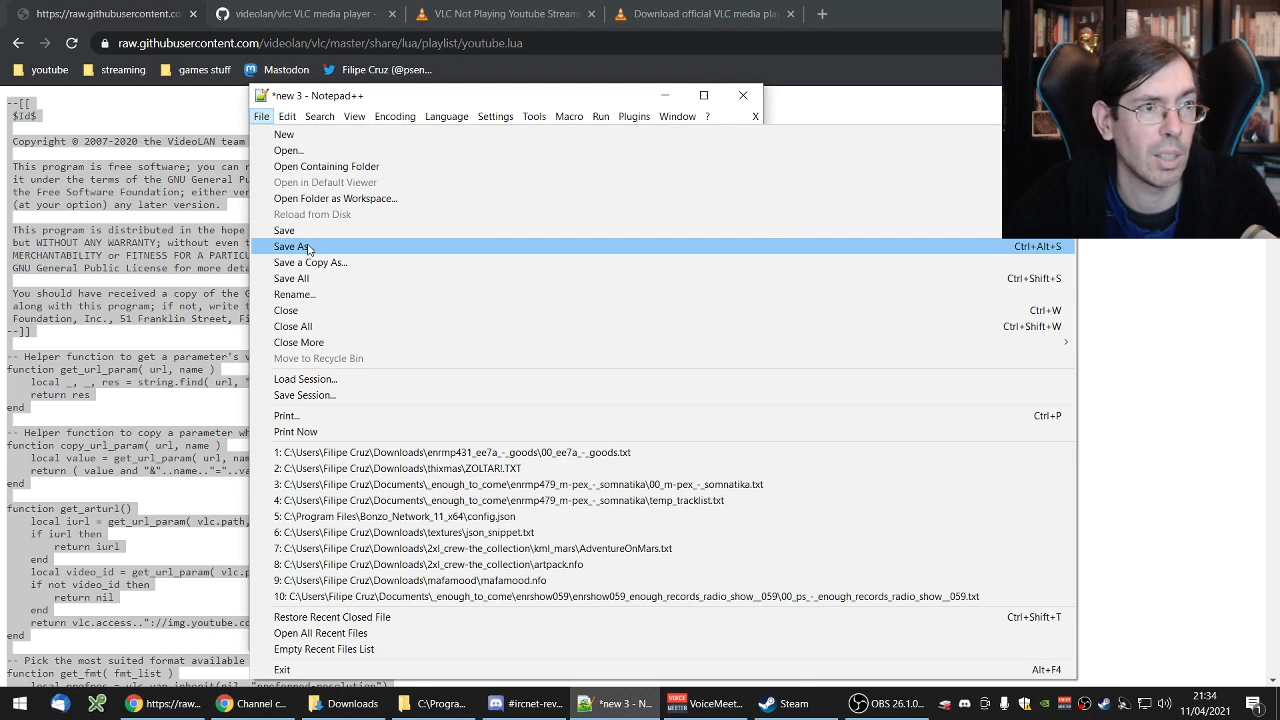 https://raw.githubusercontent.co
videolan/vlc: VLC media player -
VLC Not Playing Youtube Stream
Download official VLC media pla
raw.githubusercontent.com/videolan/vlc/master/share/lua/playlist/youtube.lua
youtube
streaming
games stuff
Mastodon
Filipe Cruz (@psen...
*new 3 - Notepad++
File Edit Search View Encoding Language Settings Tools Macro Run Plugins Window ? X
New
Open...
Open Containing Folder
Open in Default Viewer
Open Folder as Workspace...
Reload from Disk
Save
Save As
Ctrl+Alt+S
Save a Copy As...
Save All
Ctrl+Shift+S
Rename...
Close
Ctrl+W
Close All
Ctrl+Shift+W
Close More
Move to Recycle Bin
Load Session...
Save Session...
Print...
Ctrl+P
Print Now
1: C:\Users\Filipe Cruz\Downloads\enrmp431_ee7a_-_goods\00_ee7a_-_goods.txt
2: C:\Users\Filipe Cruz\Downloads\thixmas\ZOLTAR!.TXT
3: C:\Users\Filipe Cruz\Documents\_enough_to_come\enrmp479_m-pex_-_somnatika\00_m-pex_-_somnatika.txt
4: C:\Users\Filipe Cruz\Documents\_enough_to_come\enrmp479_m-pex_-_somnatika\temp_tracklist.txt
5: C:\Program Files\Bonzo_Network_11_x64\config.json
6: C:\Users\Filipe Cruz\Downloads\textures\json_snippet.txt
7: C:\Users\Filipe Cruz\Downloads\2xl_crew-the_collection\kml_mars\AdventureOnMars.txt
8: C:\Users\Filipe Cruz\Downloads\2xl_crew-the_collection\artpack.nfo
9: C:\Users\Filipe Cruz\Downloads\mafamood\mafamood.nfo
10: C:\Users\Filipe Cruz\Documents\_enough_to_come\enrshow059\enrshow059_enough_records_radio_show__059\00_ps_-_enough_records_radio_show__059.txt
Restore Recent Closed File
Ctrl+Shift+T
Open All Recent Files
Empty Recent Files List
Exit
Alt+F4
--[[
$Id$
Copyright © 2007-2020 the VideoLAN team
This program is free software; you can r
it under the terms of the GNU General Pu
the Free Software Foundation; either ver
(at your option) any later version.
This program is distributed in the hope
but WITHOUT ANY WARRANTY; without even t
MERCHANTABILITY or FITNESS FOR A PARTICU
GNU General Public License for more deta
You should have received a copy of the G
along with this program; if not, write t
Foundation, Inc., 51 Franklin Street, Fi
--]]
-- Helper function to get a parameter's v
function get_url_param( url, name )
local _, _, res = string.find( url, "
return res
end
-- Helper function to copy a parameter wh
function copy_url_param( url, name )
local value = get_url_param( url, nam
return ( value and "&"..name.."="..va
end
function get_arturl()
local iurl = get_url_param( vlc.path,
if iurl then
return iurl
end
local video_id = get_url_param( vlc.p
if not video_id then
return nil
end
return vlc.access.."://img.youtube.co
end
-- Pick the most suited format available
function get_fmt( fmt_list )
local prefres = vlc.var.inherit(nil, "preferred-resolution")
https://raw...
Channel c...
Downloads
C:\Progra...
#ircnet-rev...
*new 3 - N...
VOICE
MEETER
VoiceMeet...
Steam
OBS 26.1.0...
21:34
11/04/2021
1